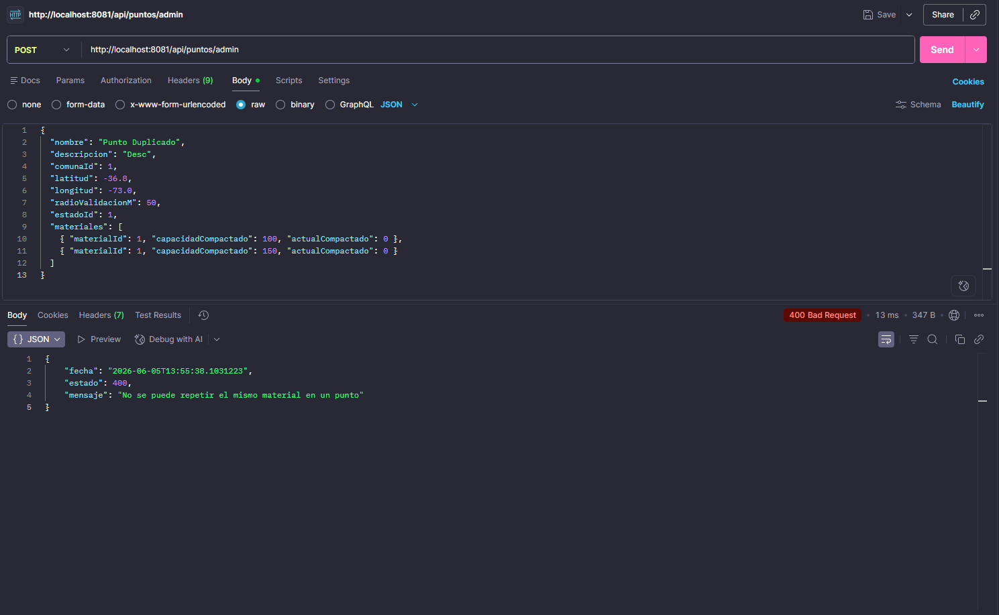 HTTP http://localhost:8081/api/puntos/admin Save Share
POST http://localhost:8081/api/puntos/admin Send
Docs Params Authorization Headers (9) Body Scripts Settings Cookies
none form-data x-www-form-urlencoded raw binary GraphQL JSON Schema Beautify
1 {
2 "nombre": "Punto Duplicado",
3 "descripcion": "Desc",
4 "comunaId": 1,
5 "latitud": -36.8,
6 "longitud": -73.0,
7 "radioValidacionM": 50,
8 "estadoId": 1,
9 "materiales": [
10 { "materialId": 1, "capacidadCompactado": 100, "actualCompactado": 0 },
11 { "materialId": 1, "capacidadCompactado": 150, "actualCompactado": 0 }
12 ]
13 }
Body Cookies Headers (7) Test Results 400 Bad Request • 13 ms • 347 B •
{} JSON Preview Debug with AI
1 {
2 "fecha": "2026-06-05T13:55:38.1031223",
3 "estado": 400,
4 "mensaje": "No se puede repetir el mismo material en un punto"
5 }